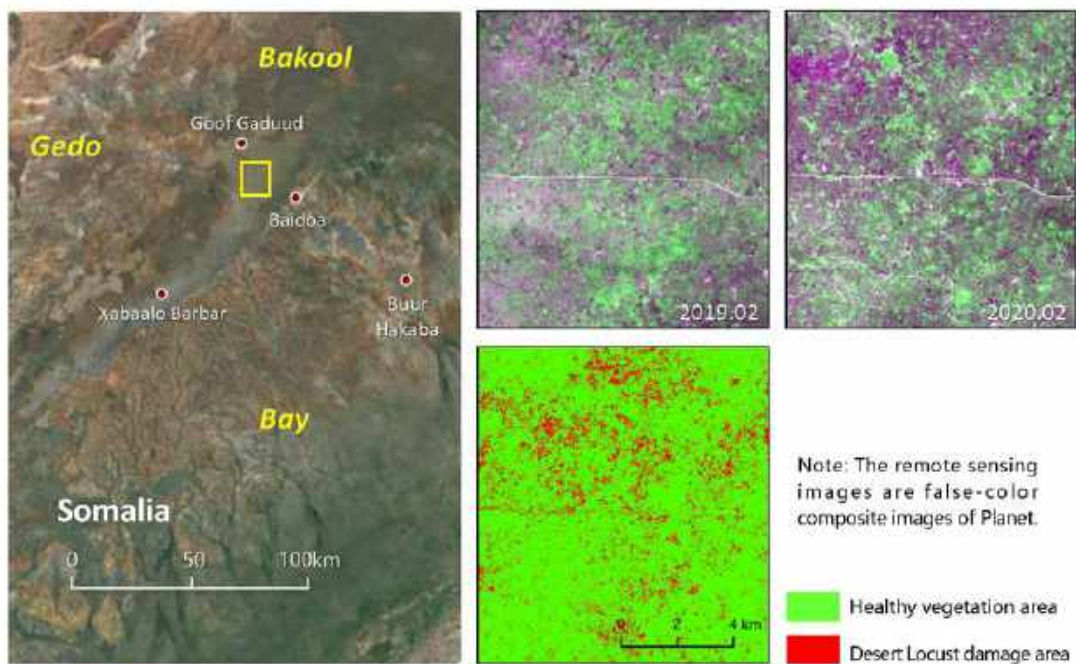 Bakool
Goof Gaduud
Gedo
Baidoa
Xabaalo Barbar
Buur
Hakaba
Bay
Somalia
0 50 100km
2019.02
2020.02
0 2 4 km
Note: The remote sensing
images are false-color
composite images of Planet.
Healthy vegetation area
Desert Locust damage area